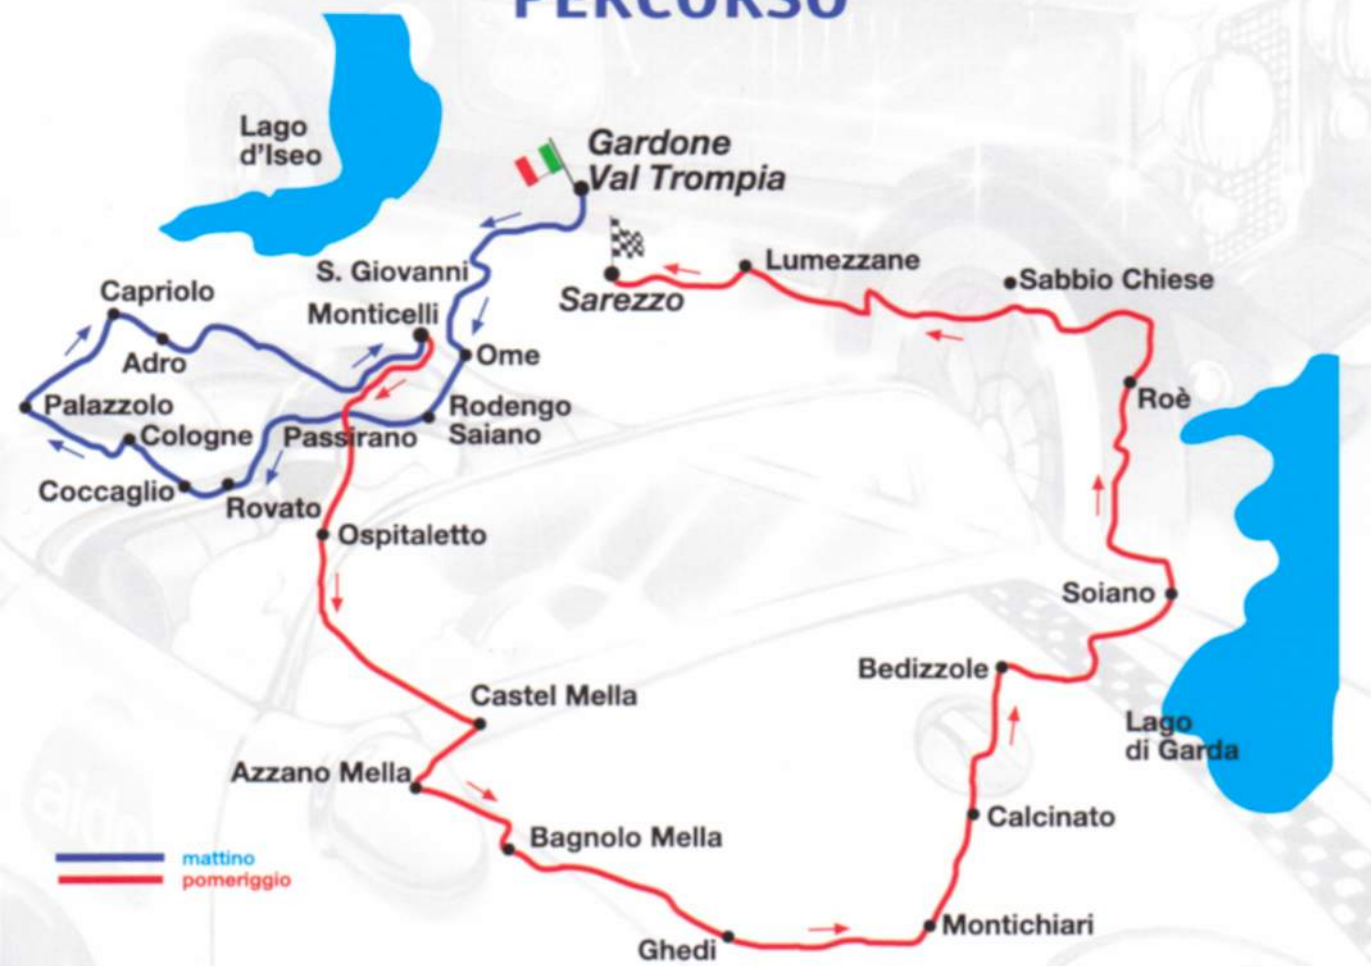 PERCORSO
Lago
d'Iseo
Gardone
Val Trompia
S. Giovanni
Lumezzane
Sabbio Chiese
Capriolo
Monticelli
Sarezzo
Adro
Ome
Palazzolo
Rodengo
Saiano
Roè
Cologne
Passirano
Coccaglio
Rovato
Ospitaletto
Soiano
Bedizzole
Castel Mella
Lago
di Garda
Azzano Mella
Calcinato
Bagnolo Mella
mattino
pomeriggio
Montichiari
Ghedi